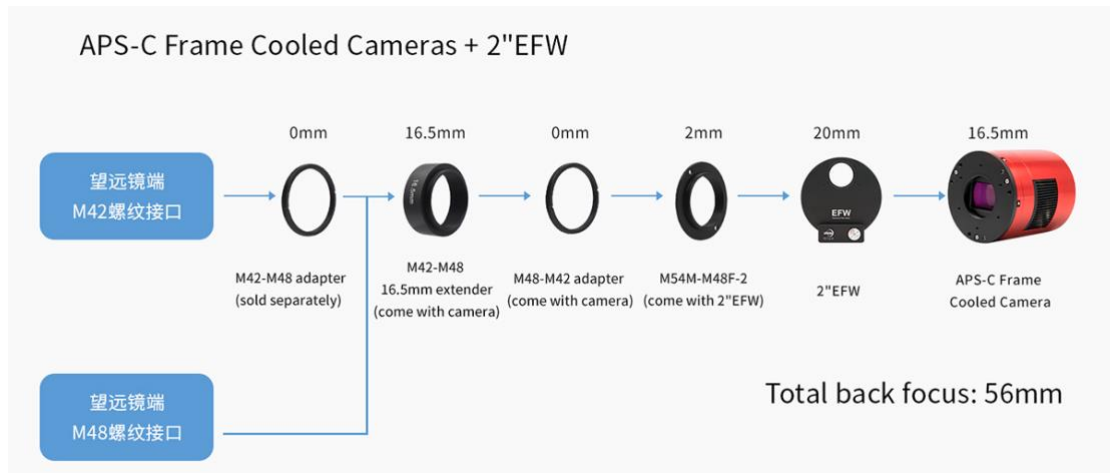 APS-C Frame Cooled Cameras + 2"EFW
0mm
16.5mm
0mm
2mm
20mm
16.5mm
望远镜端
M42螺纹接口
16.5mm
EFW
M42-M48 adapter
(sold separately)
M42-M48
16.5mm extender
(come with camera)
M48-M42 adapter
(come with camera)
M54M-M48F-2
(come with 2"EFW)
2"EFW
APS-C Frame
Cooled Camera
望远镜端
M48螺纹接口
Total back focus: 56mm